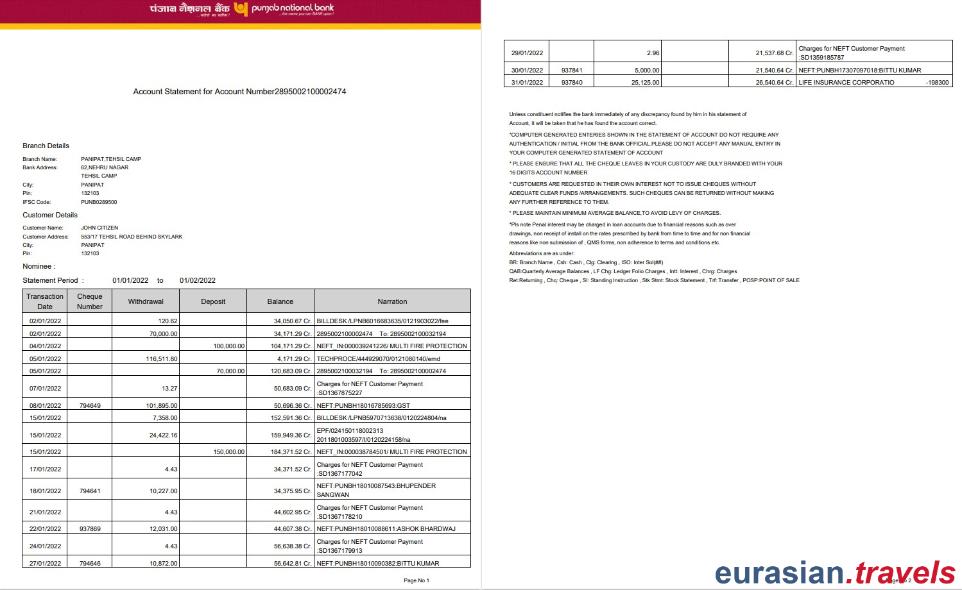 पंजाब नैशनल बैंक punjab national bank
Account Statement for Account Number2895002100002474
Branch Details
Branch Name: PANIPAT,TEHSIL CAMP
Bank Address: 62,NEHRU NAGAR
TEHSIL CAMP
City: PANIPAT
Pin: 132103
IFSC Code: PUNB0289500
Customer Details
Customer Name: JOHN CITIZEN
Customer Address: 553/17 TEHSIL ROAD BEHIND SKYLARK
City: PANIPAT
Pin: 132103
Nominee :
Statement Period : 01/01/2022 to 01/02/2022
Transaction Date Cheque Number Withdrawal Deposit Balance Narration
02/01/2022 120.62 34,050.67 Cr. BILLDESK/LPNB6016683635/0121903022/fee
02/01/2022 70,000.00 34,171.29 Cr. 2895002100002474 To: 2895002100032194
04/01/2022 100,000.00 104,171.29 Cr. NEFT_IN:000039241226/ MULTI FIRE PROTECTION
05/01/2022 116,511.80 4,171.29 Cr. TECHPROCE/444929070/0121060140/emd
05/01/2022 70,000.00 120,683.09 Cr. 2895002100032194 To: 2895002100002474
07/01/2022 13.27 50,683.09 Cr. Charges for NEFT Customer Payment
:SD1367875227
08/01/2022 794649 101,895.00 50,696.36 Cr. NEFT:PUNBH16016785693:GST
15/01/2022 7,358.00 152,591.36 Cr. BILLDESK/LPNB5970713636/0120224804/na
15/01/2022 24,422.16 159,949.36 Cr. EPF/024150118002313
2011801003597/I/0120224158/na
15/01/2022 150,000.00 184,371.52 Cr. NEFT_IN:000038784501/ MULTI FIRE PROTECTION
17/01/2022 4.43 34,371.52 Cr. Charges for NEFT Customer Payment
:SD1367177042
18/01/2022 794641 10,227.00 34,375.95 Cr. NEFT:PUNBH18010087543:BHUPENDER
SANGWAN
21/01/2022 4.43 44,602.95 Cr. Charges for NEFT Customer Payment
:SD1367178210
22/01/2022 937869 12,031.00 44,607.38 Cr. NEFT:PUNBH18010088611:ASHOK BHARDWAJ
24/01/2022 4.43 56,638.38 Cr. Charges for NEFT Customer Payment
:SD1367179913
27/01/2022 794646 10,872.00 56,642.81 Cr. NEFT:PUNBH18010090382:BITTU KUMAR
Page No 1
29/01/2022 2.96 21,537.68 Cr. Charges for NEFT Customer Payment
:SD1359185787
30/01/2022 937841 5,000.00 21,540.64 Cr. NEFT:PUNBH17307097018:BITTU KUMAR
31/01/2022 937840 25,125.00 26,540.64 Cr. LIFE INSURANCE CORPORATIO -198300
Unless constituent notifies the bank immediately of any discrepancy found by him in his statement of
Account, it will be taken that he has found the account correct.
*COMPUTER GENERATED ENTERIES SHOWN IN THE STATEMENT OF ACCOUNT DO NOT REQUIRE ANY
AUTHENTICATION / INITIAL FROM THE BANK OFFICIAL.PLEASE DO NOT ACCEPT ANY MANUAL ENTRY IN
YOUR COMPUTER GENERATED STATEMENT OF ACCOUNT
* PLEASE ENSURE THAT ALL THE CHEQUE LEAVES IN YOUR CUSTODY ARE DULY BRANDED WITH YOUR
16 DIGITS ACCOUNT NUMBER
* CUSTOMERS ARE REQUESTED IN THEIR OWN INTEREST NOT TO ISSUE CHEQUES WITHOUT
ADEQUATE CLEAR FUNDS /ARRANGEMENTS. SUCH CHEQUES CAN BE RETURNED WITHOUT MAKING
ANY FURTHER REFERENCE TO THEM.
* PLEASE MAINTAIN MINIMUM AVERAGE BALANCE,TO AVOID LEVY OF CHARGES.
*Pls note Penal interest may be charged in loan accounts due to financial reasons such as over
drawings, non receipt of install on the rates prescribed by bank from time to time and for non financial
reasons like non submission of , QMS forms, non adherence to terms and conditions etc.
Abbreviations are as under:
BR: Branch Name , Csh: Cash , Clg: Clearing , ISO: Inter Sol(##)
QAB:Quarterly Average Balances , LF Chg: Ledger Folio Charges , Intt: Interest , Chrg: Charges
Ret:Returning , Chq: Cheque , SI: Standing Instruction , Stk Stmt: Stock Statement , Trf: Transfer , POSP:POINT OF SALE
eurasian.travels